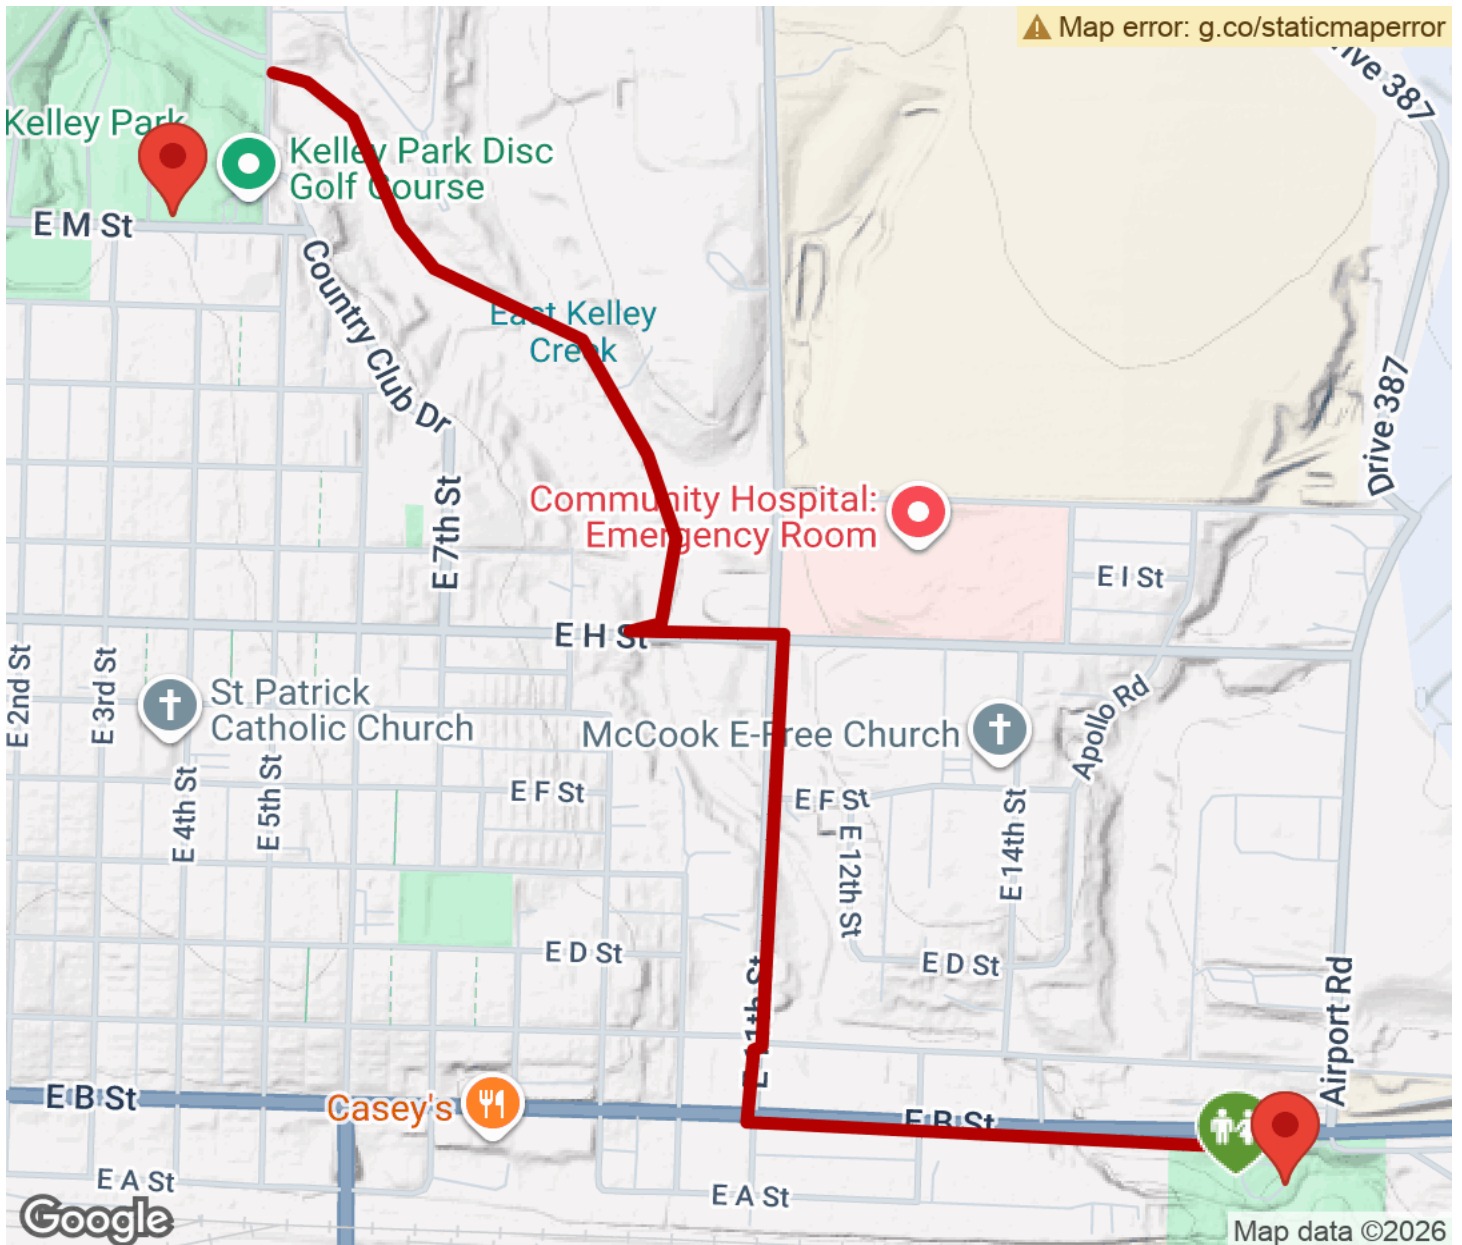 Map error: g.co/staticmaperror
Drive 387
Kelley Park
Kelley Park Disc
Golf Course
E M St
Country Club Dr
East Kelley
Creek
Drive 387
E 7th St
Community Hospital:
Emergency Room
E I St
E H St
E 2nd St
E 3rd St
St Patrick
Catholic Church
McCook E-Free Church
Apollo Rd
E 4th St
E 5th St
E F St
E F St
E 12th St
E 14th St
E D St
E D St
E 11th St
Airport Rd
E B St
Casey's
E B St
E A St
E A St
Google
Map data ©2026